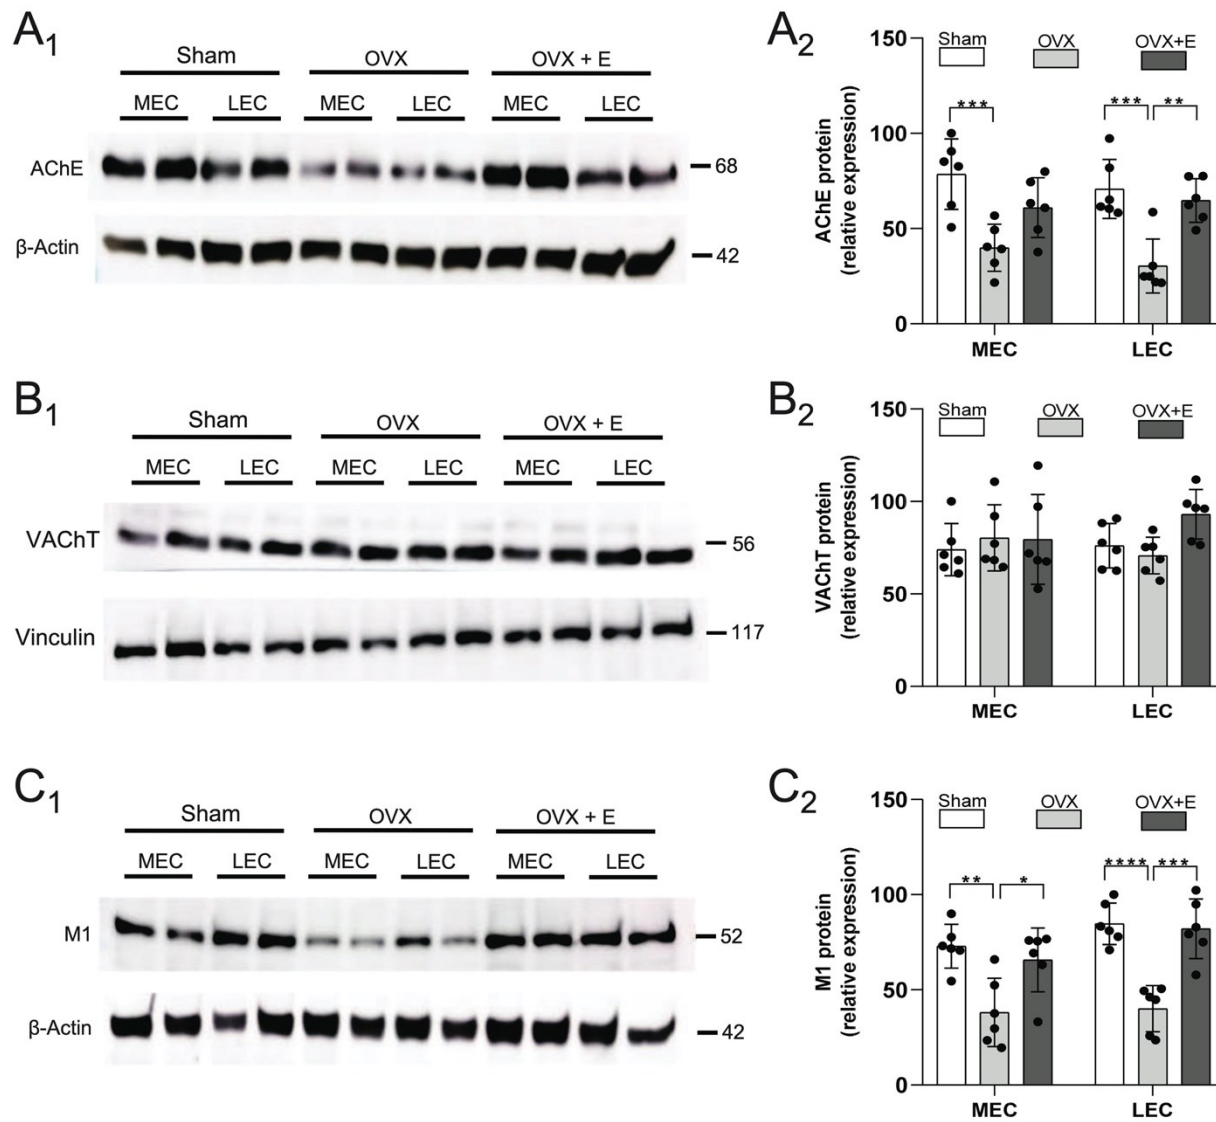 A1
Sham OVX OVX + E
MEC LEC MEC LEC MEC LEC
AChE 68
β-Actin 42
A2
Sham OVX OVX+E
AChE protein
(relative expression)
150
100
50
0
*** *** **
MEC LEC
B1
Sham OVX OVX + E
MEC LEC MEC LEC MEC LEC
VAChT 56
Vinculin 117
B2
Sham OVX OVX+E
VAChT protein
(relative expression)
150
100
50
0
MEC LEC
C1
Sham OVX OVX + E
MEC LEC MEC LEC MEC LEC
M1 52
β-Actin 42
C2
Sham OVX OVX+E
M1 protein
(relative expression)
150
100
50
0
** * **** ***
MEC LEC